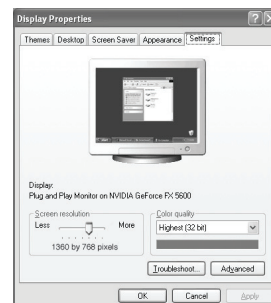 Display Properties
Themes Desktop Screen Saver Appearance Settings
Display:
Plug and Play Monitor on NVIDIA GeForce FX 5600
Screen resolution
Less More
1360 by 768 pixels
Color quality
Highest (32 bit)
Troubleshoot... Advanced
OK Cancel Apply